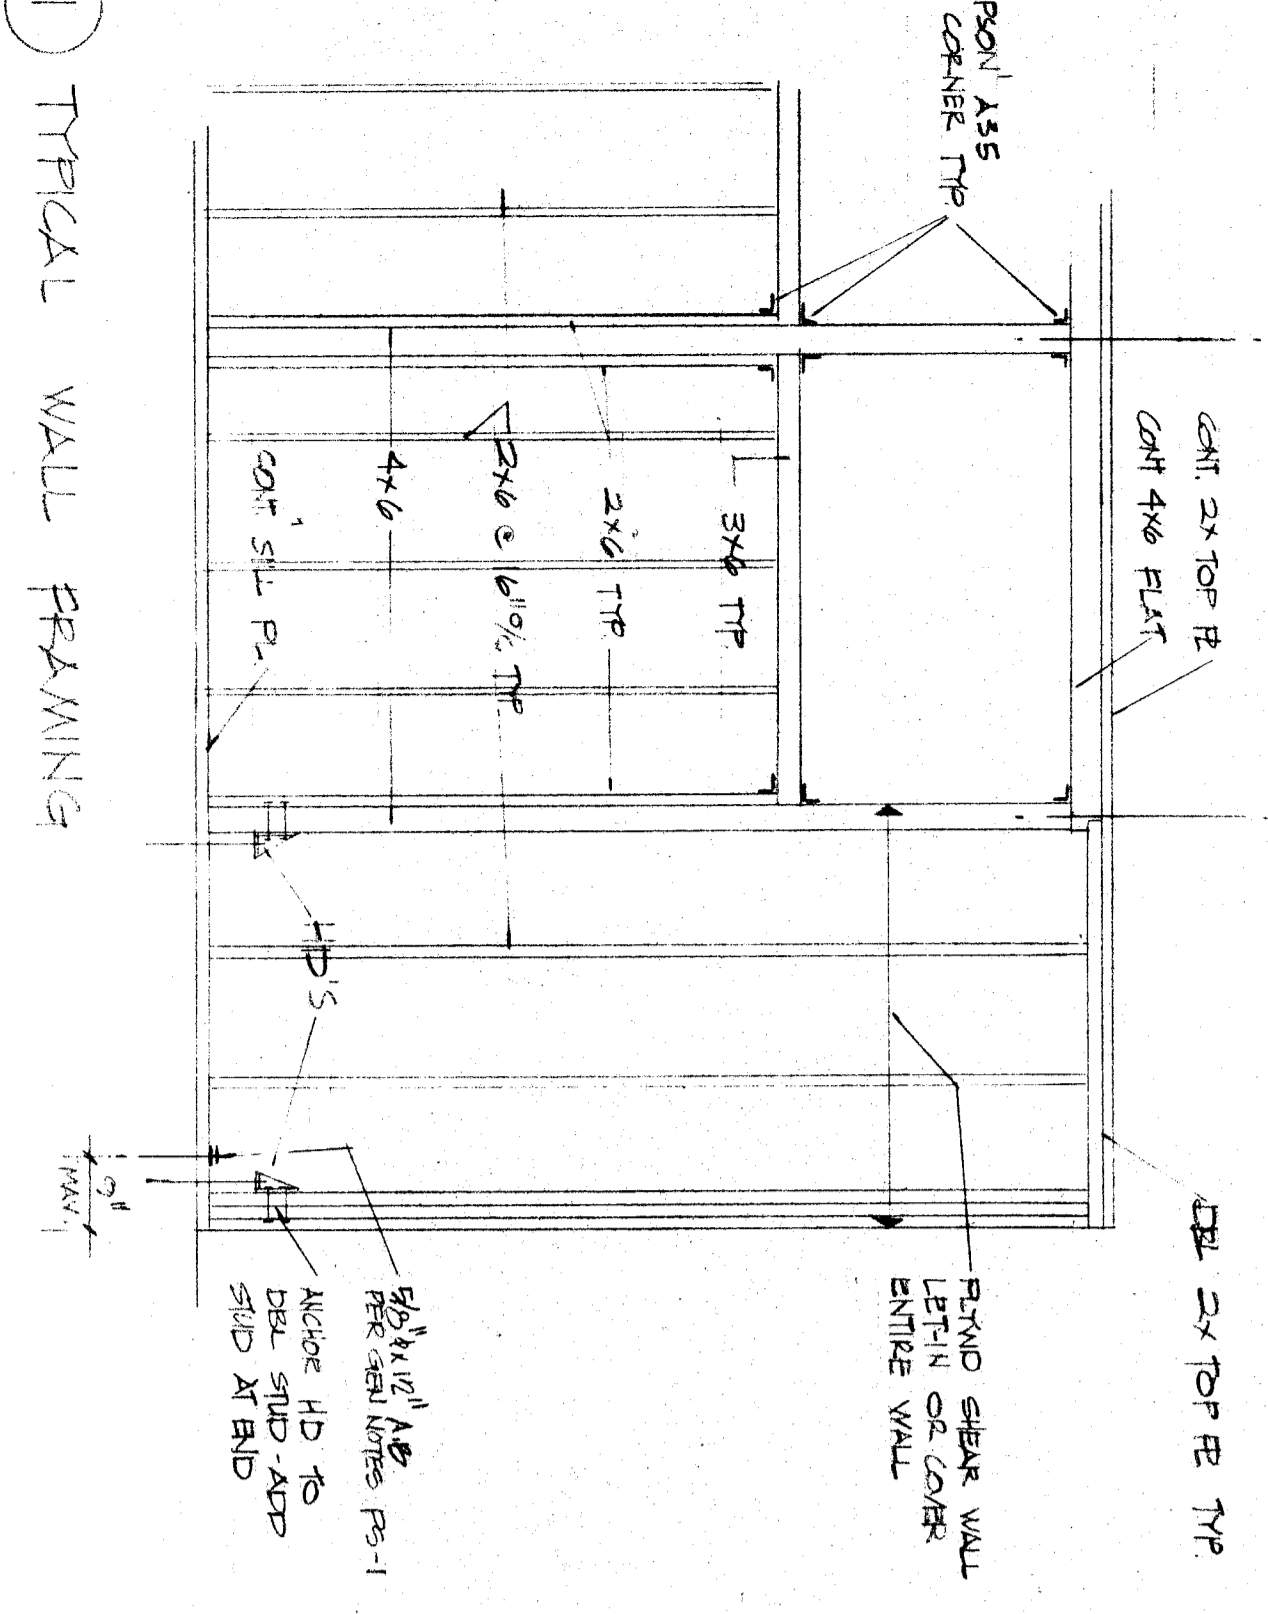 PSON" A35
CORNER TYP.
CONT. 2X TOP PL
CONT 4X6 FLAT
DBL 2X TOP PL TYP.
3X6 TYP
2X6 TYP.
2X6 @ 16" o/c TYP
4X6
CONT SILL PL
HD'S
PLYWD SHEAR WALL
LET-IN OR COVER
ENTIRE WALL
5/8"φ X 12" A.B
PER GEN NOTES PS-1
ANCHOR HD TO
DBL STUD-ADD
STUD AT END
9"
MAX.
TYPICAL WALL FRAMING